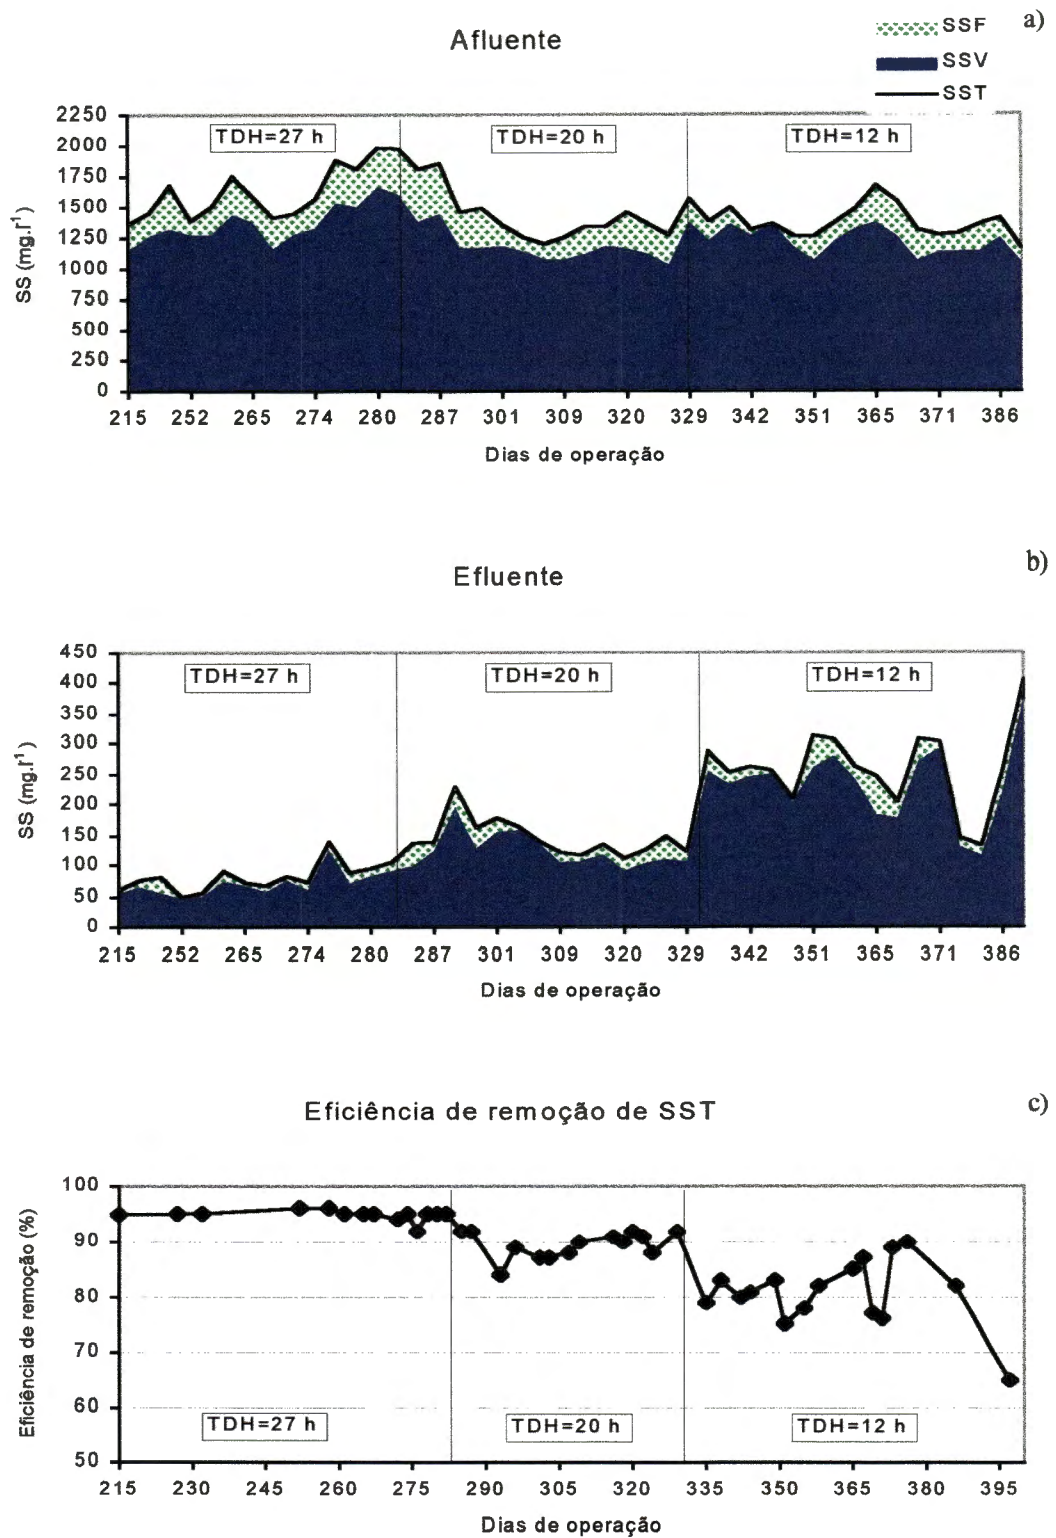 Afluente
a)
SSF
SSV
SST
2250
2000
1750
1500
1250
1000
750
500
250
0
SS (mg.l¹)
TDH=27 h
TDH=20 h
TDH=12 h
215 252 265 274 280 287 301 309 320 329 342 351 365 371 386
Dias de operação
Efluente
b)
450
400
350
300
250
200
150
100
50
0
SS (mg.l¹)
TDH=27 h
TDH=20 h
TDH=12 h
215 252 265 274 280 287 301 309 320 329 342 351 365 371 386
Dias de operação
Eficiência de remoção de SST
c)
100
90
80
70
60
50
Eficiência de remoção (%)
TDH=27 h
TDH=20 h
TDH=12 h
215 230 245 260 275 290 305 320 335 350 365 380 395
Dias de operação